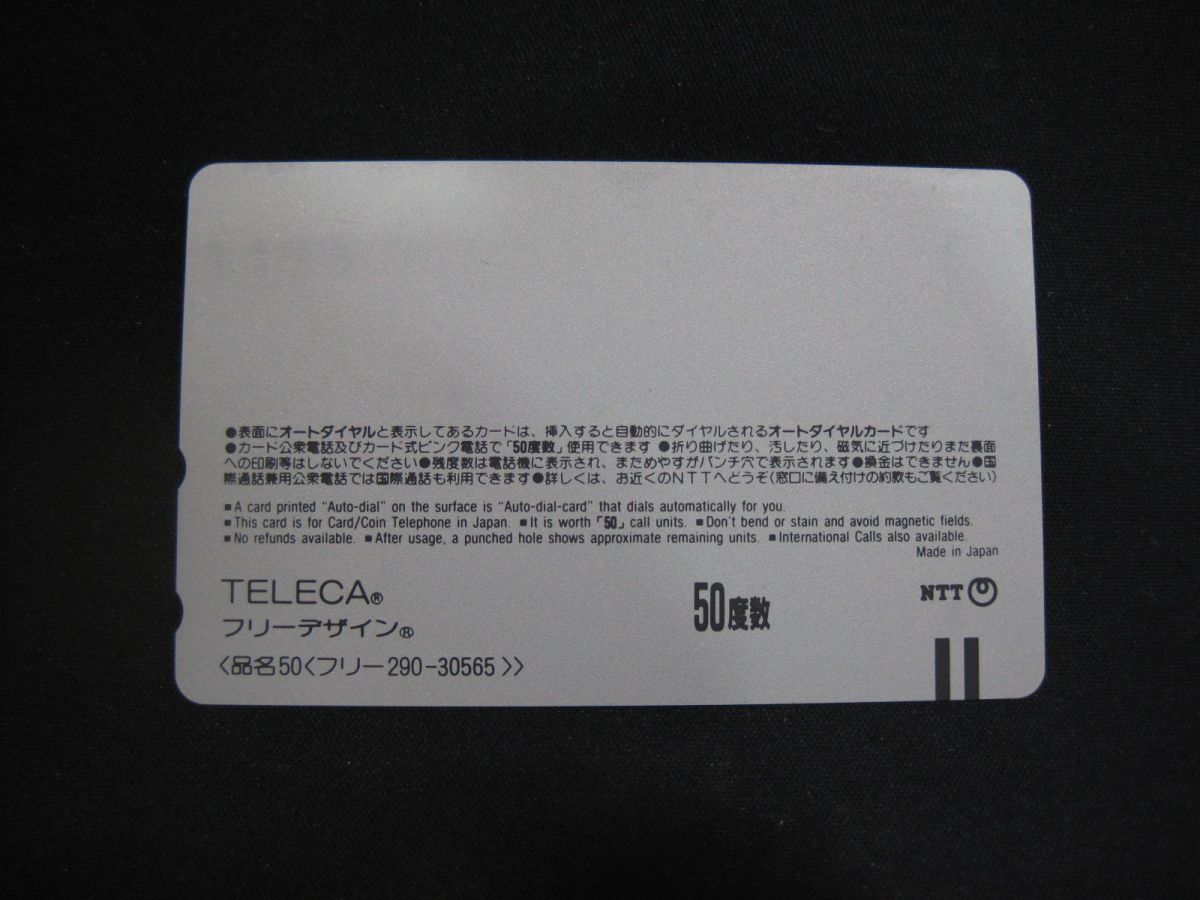 ●表面にオートダイヤルと表示してあるカードは、挿入すると自動的にダイヤルされるオートダイヤルカードです
●カード公衆電話及びカード式ピンク電話で「50度数」使用できます ●折り曲げたり、汚したり、磁気に近づけたりまた裏面
への印刷等はしないでください●残度数は電話機に表示され、まためやすがパンチ穴で表示されます●換金はできません●国
際通話兼用公衆電話では国際通話も利用できます●詳しくは、お近くのNTTへどうぞ(窓口に備え付けの約款もご覧ください)
■A card printed “Auto-dial” on the surface is “Auto-dial-card” that dials automatically for you.
■This card is for Card/Coin Telephone in Japan. ■It is worth「50」call units. ■Don't bend or stain and avoid magnetic fields.
■No refunds available. ■After usage, a punched hole shows approximate remaining units. ■International Calls also available.
Made in Japan
TELECA®
フリーデザイン®
50度数
NTT
〈品名50〈フリー290-30565〉〉